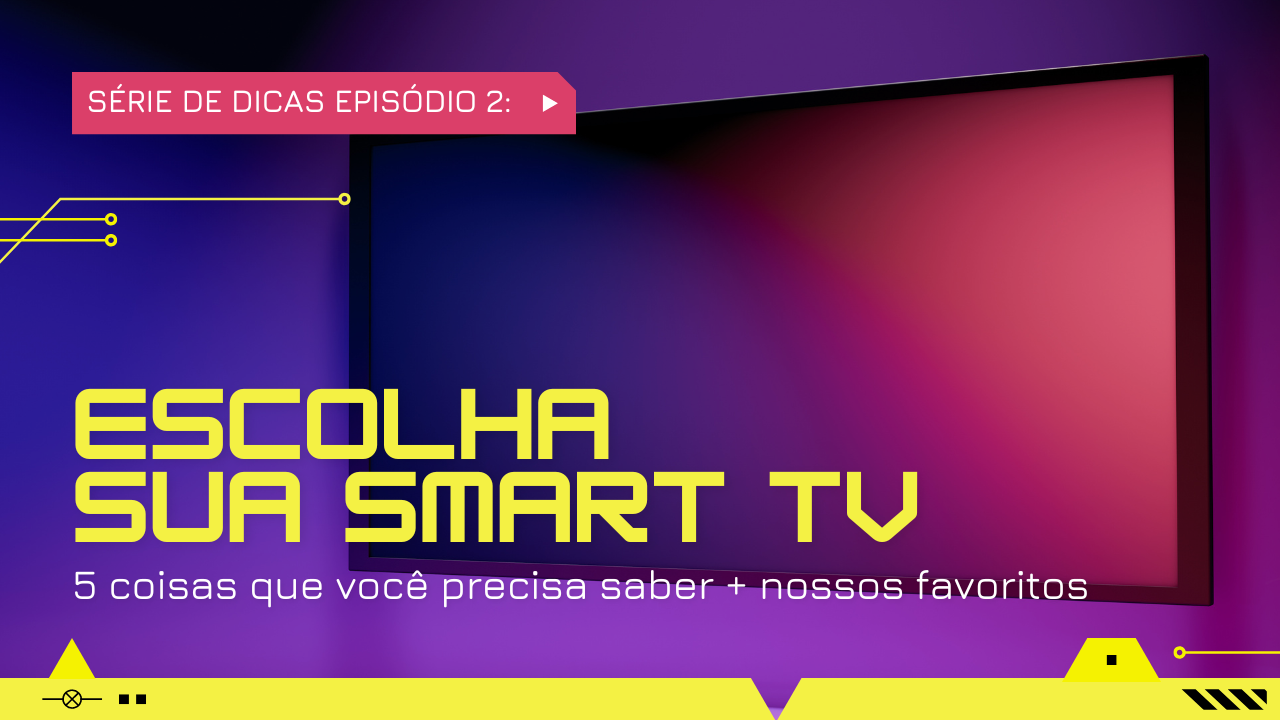 SÉRIE DE DICAS EPISÓDIO 2:
ESCOLHA
SUA SMART TV
5 coisas que você precisa saber + nossos favoritos